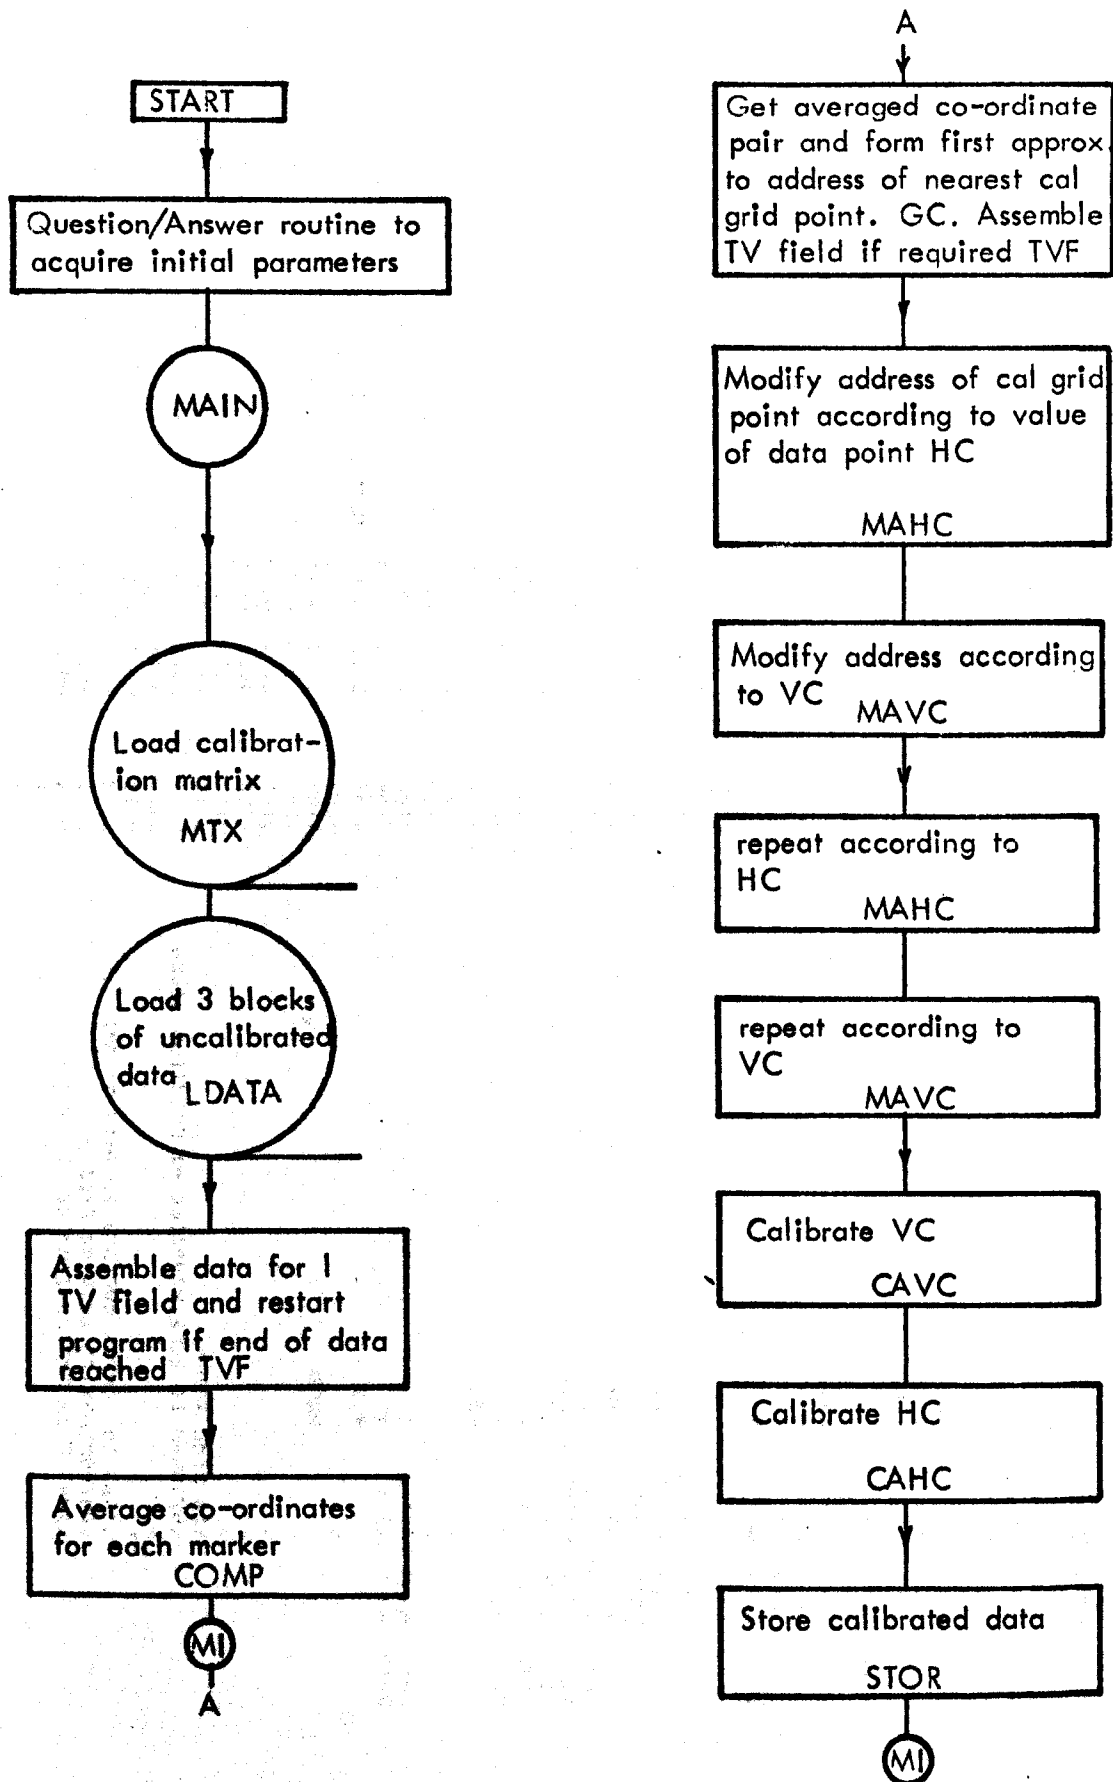 START
Question/Answer routine to
acquire initial parameters
MAIN
Load calibrat-
ion matrix
MTX
Load 3 blocks
of uncalibrated
data LDATA
Assemble data for 1
TV field and restart
program if end of data
reached TVF
Average co-ordinates
for each marker
COMP
M1
A
A
Get averaged co-ordinate
pair and form first approx.
to address of nearest cal
grid point. GC. Assemble
TV field if required TVF
Modify address of cal grid
point according to value
of data point HC
MAHC
Modify address according
to VC
MAVC
repeat according to
HC
MAHC
repeat according to
VC
MAVC
Calibrate VC
CAVC
Calibrate HC
CAHC
Store calibrated data
STOR
M1